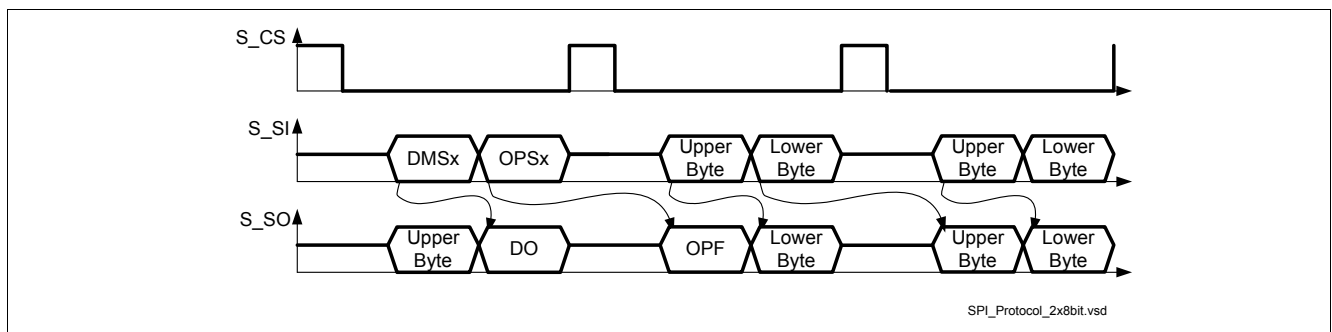 S_CS
S_SI
DMSx
OPSx
Upper
Byte
Lower
Byte
Upper
Byte
Lower
Byte
S_SO
Upper
Byte
DO
OPF
Lower
Byte
Upper
Byte
Lower
Byte
SPI_Protocol_2x8bit.vsd